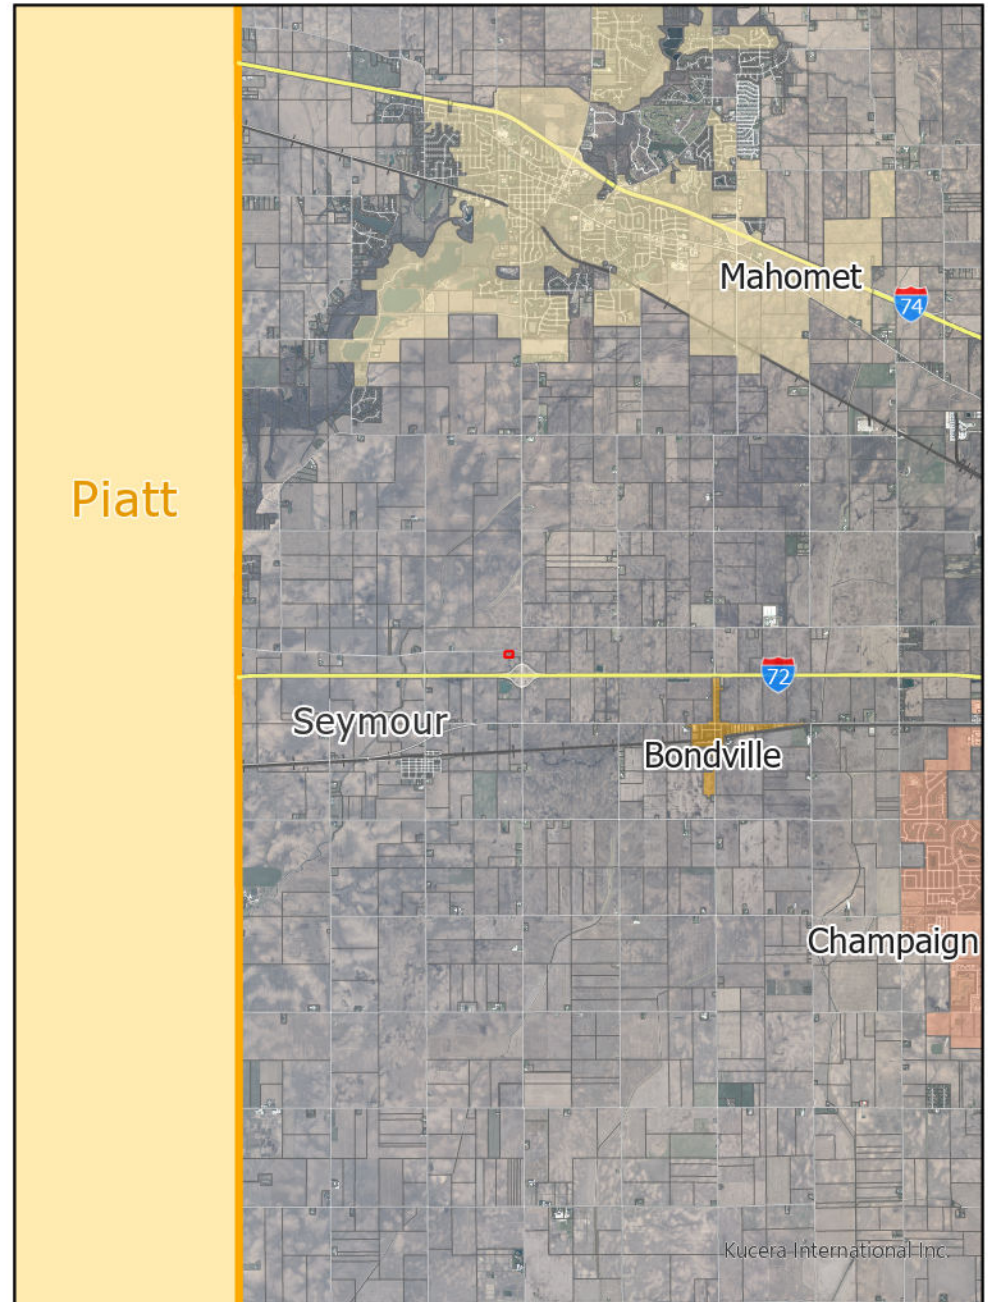 Mahomet
74
Piatt
72
Seymour
Bondville
Champaign
Kucera International Inc.